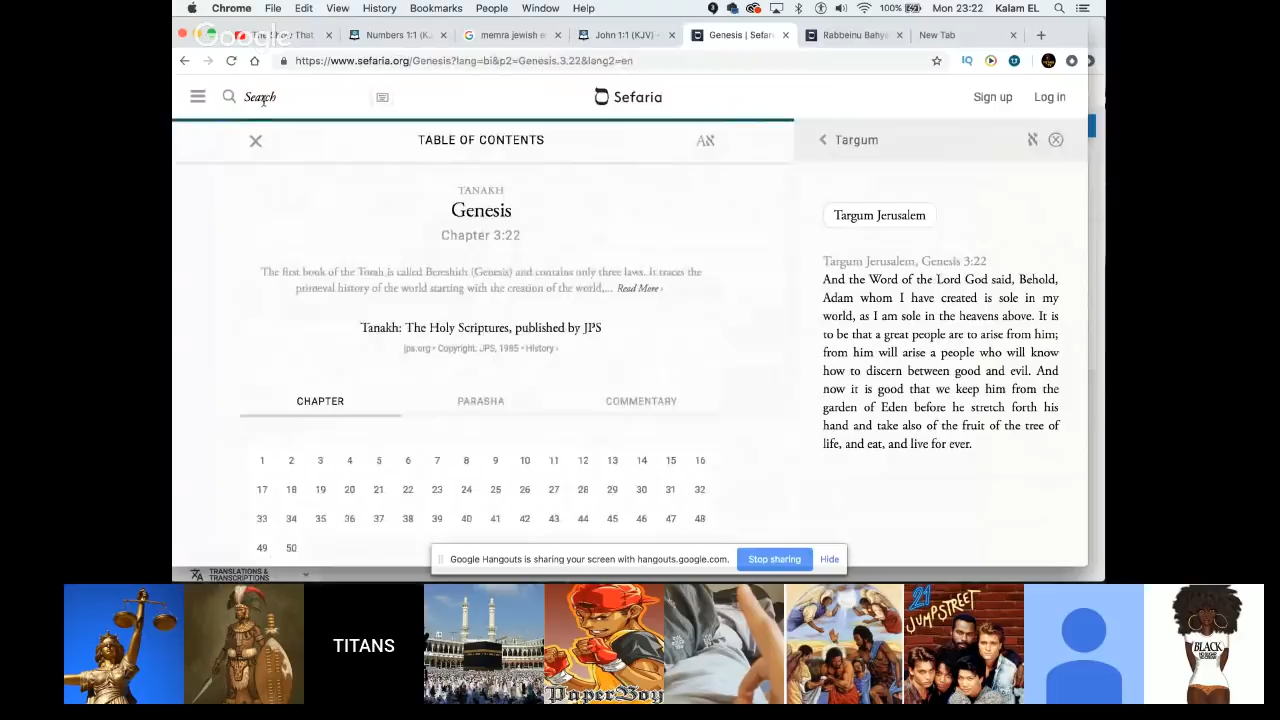 Chrome File Edit View History Bookmarks People Window Help 100% Mon 23:22 Kalam EL
Google
The Show That Numbers 1:1 (K memra jewish e John 1:1 (KJV) Genesis | Sefar Rabbeinu Bahye New Tab
https://www.sefaria.org/Genesis?lang=bi&p2=Genesis.3.22&lang2=en
Search Sefaria Sign up Log in
TABLE OF CONTENTS Aא Targum א
TANAKH
Genesis
Chapter 3:22
The first book of the Torah is called Bereshith (Genesis) and contains only three laws. It traces the
primeval history of the world starting with the creation of the world,... Read More ›
Tanakh: The Holy Scriptures, published by JPS
jps.org • Copyright: JPS, 1985 • History ›
CHAPTER PARASHA COMMENTARY
1 2 3 4 5 6 7 8 9 10 11 12 13 14 15 16
17 18 19 20 21 22 23 24 25 26 27 28 29 30 31 32
33 34 35 36 37 38 39 40 41 42 43 44 45 46 47 48
49 50
Targum Jerusalem
Targum Jerusalem, Genesis 3:22
And the Word of the Lord God said, Behold,
Adam whom I have created is sole in my
world, as I am sole in the heavens above. It is
to be that a great people are to arise from him;
from him will arise a people who will know
how to discern between good and evil. And
now it is good that we keep him from the
garden of Eden before he stretch forth his
hand and take also of the fruit of the tree of
life, and eat, and live for ever.
Google Hangouts is sharing your screen with hangouts.google.com. Stop sharing Hide
TRANSLATIONS &
TRANSCRIPTIONS
TITANS
PaperBoy
21
JUMPSTREET
BLACK